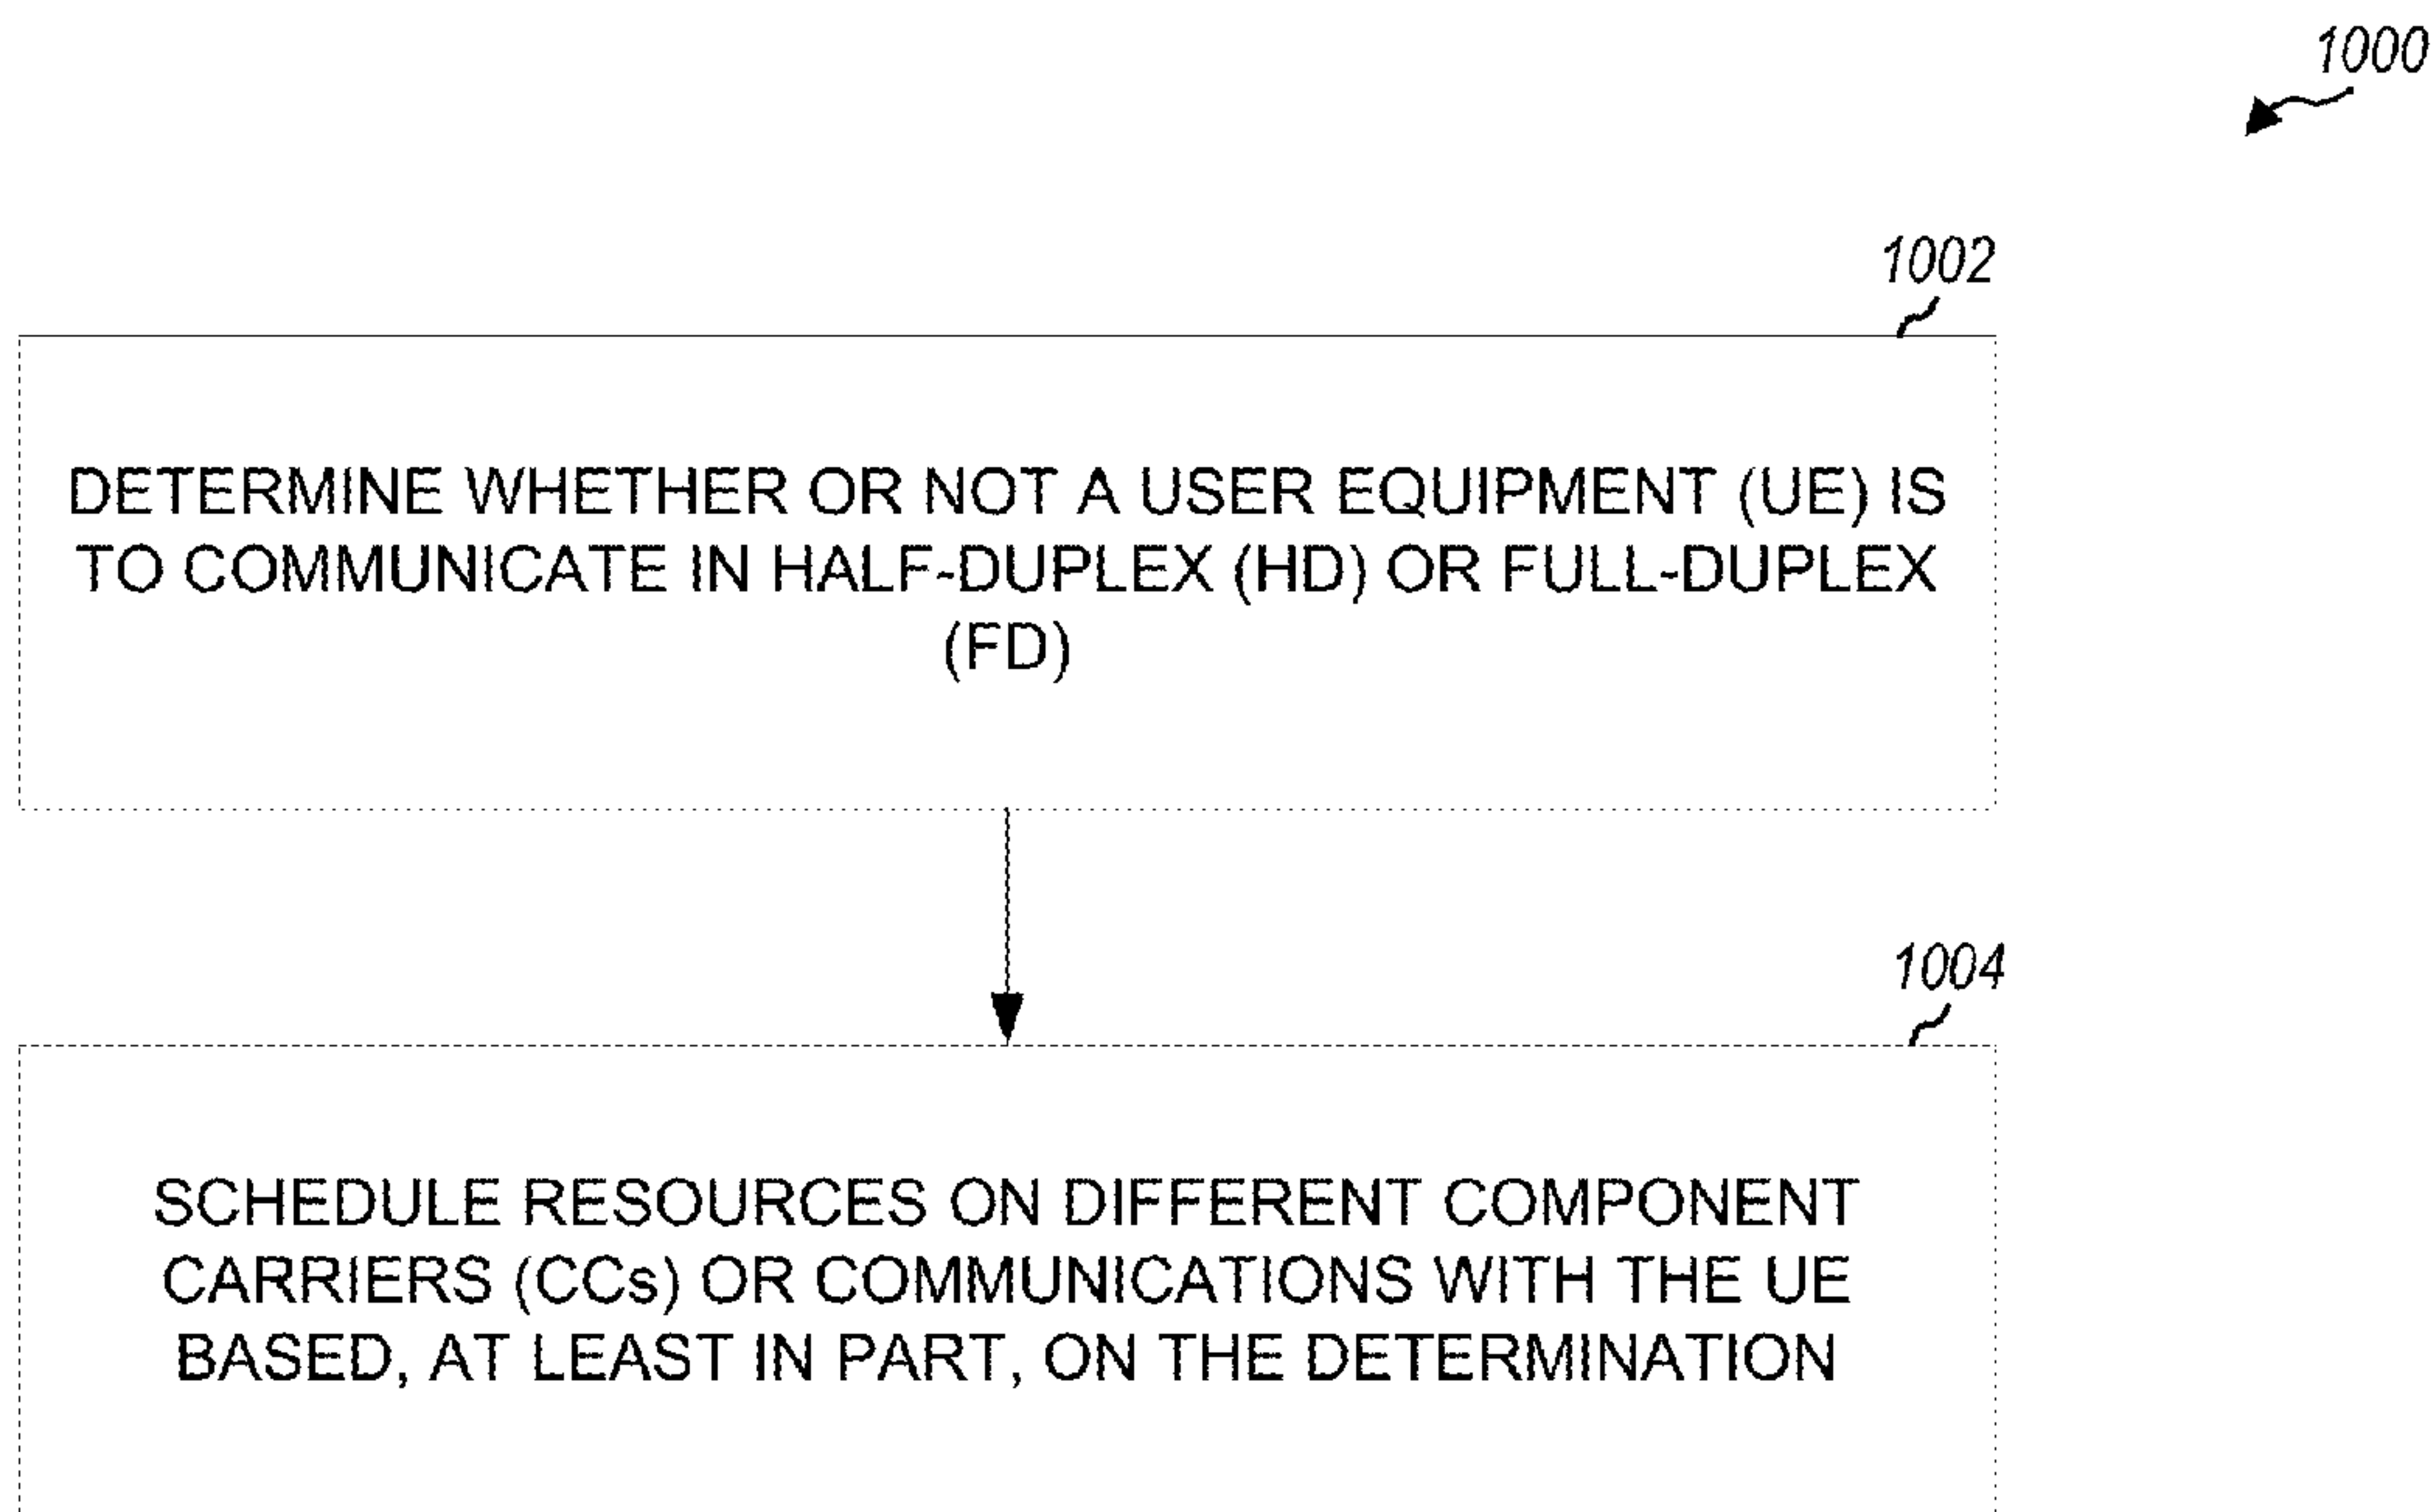 1000
1002
DETERMINE WHETHER OR NOT A USER EQUIPMENT (UE) IS
TO COMMUNICATE IN HALF-DUPLEX (HD) OR FULL-DUPLEX
(FD)
1004
SCHEDULE RESOURCES ON DIFFERENT COMPONENT
CARRIERS (CCs) OR COMMUNICATIONS WITH THE UE
BASED, AT LEAST IN PART, ON THE DETERMINATION